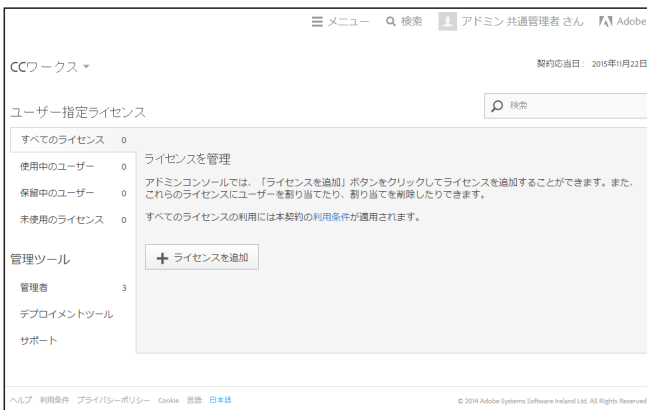 メニュー 検索 アドミン 共通管理者 さん Adobe
CCワークス 契約応当日： 2015年11月22日
ユーザー指定ライセンス 検索
すべてのライセンス 0
使用中のユーザー 0
保留中のユーザー 0
未使用のライセンス 0
管理ツール
管理者 3
デプロイメントツール
サポート
ライセンスを管理
アドミンコンソールでは、「ライセンスを追加」ボタンをクリックしてライセンスを追加することができます。また、
これらのライセンスにユーザーを割り当てたり、割り当てを削除したりできます。
すべてのライセンスの利用には本契約の利用条件が適用されます。
ライセンスを追加
ヘルプ 利用条件 プライバシーポリシー Cookie 言語 日本語 © 2014 Adobe Systems Software Ireland Ltd. All Rights Reserved